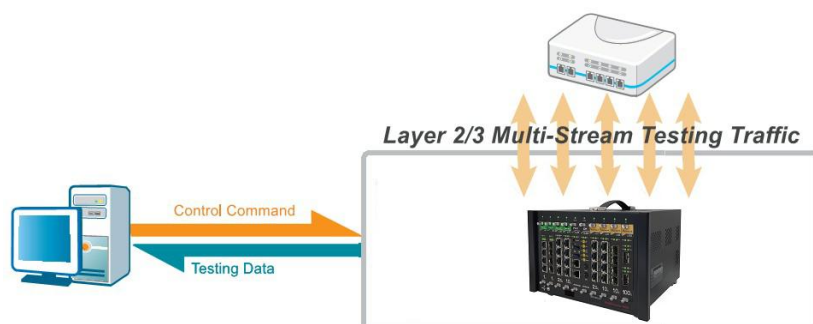 Layer 2/3 Multi-Stream Testing Traffic
Control Command
Testing Data